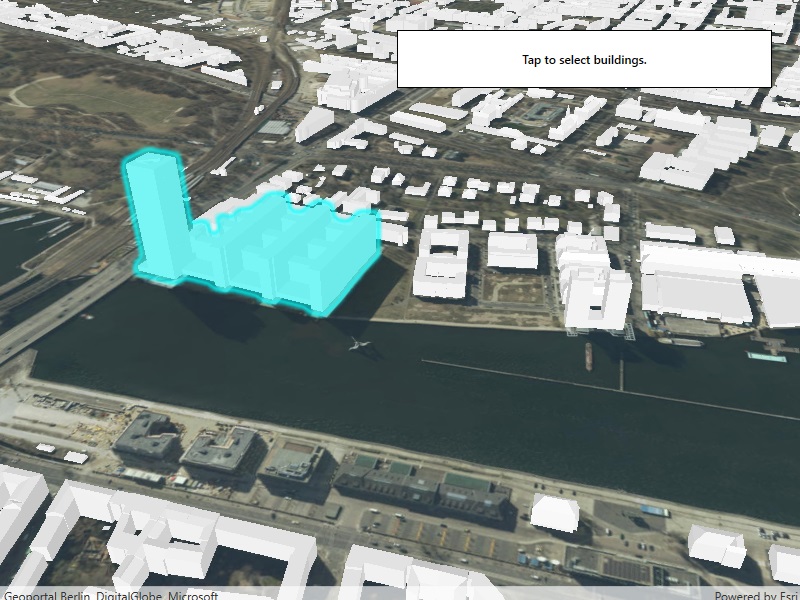 Tap to select buildings.
Geoportal Berlin, DigitalGlobe, Microsoft
Powered by Esri